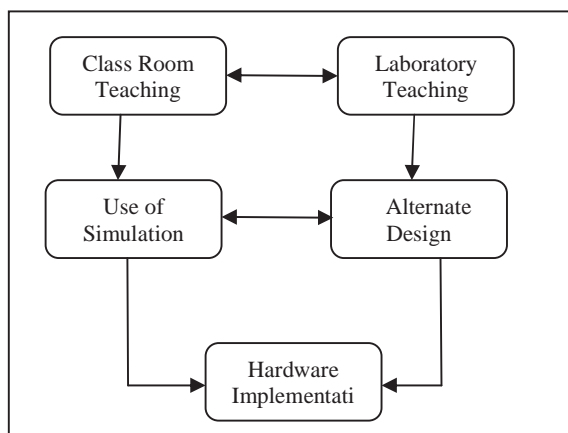 Class Room
Teaching
Laboratory
Teaching
Use of
Simulation
Alternate
Design
Hardware
Implementati